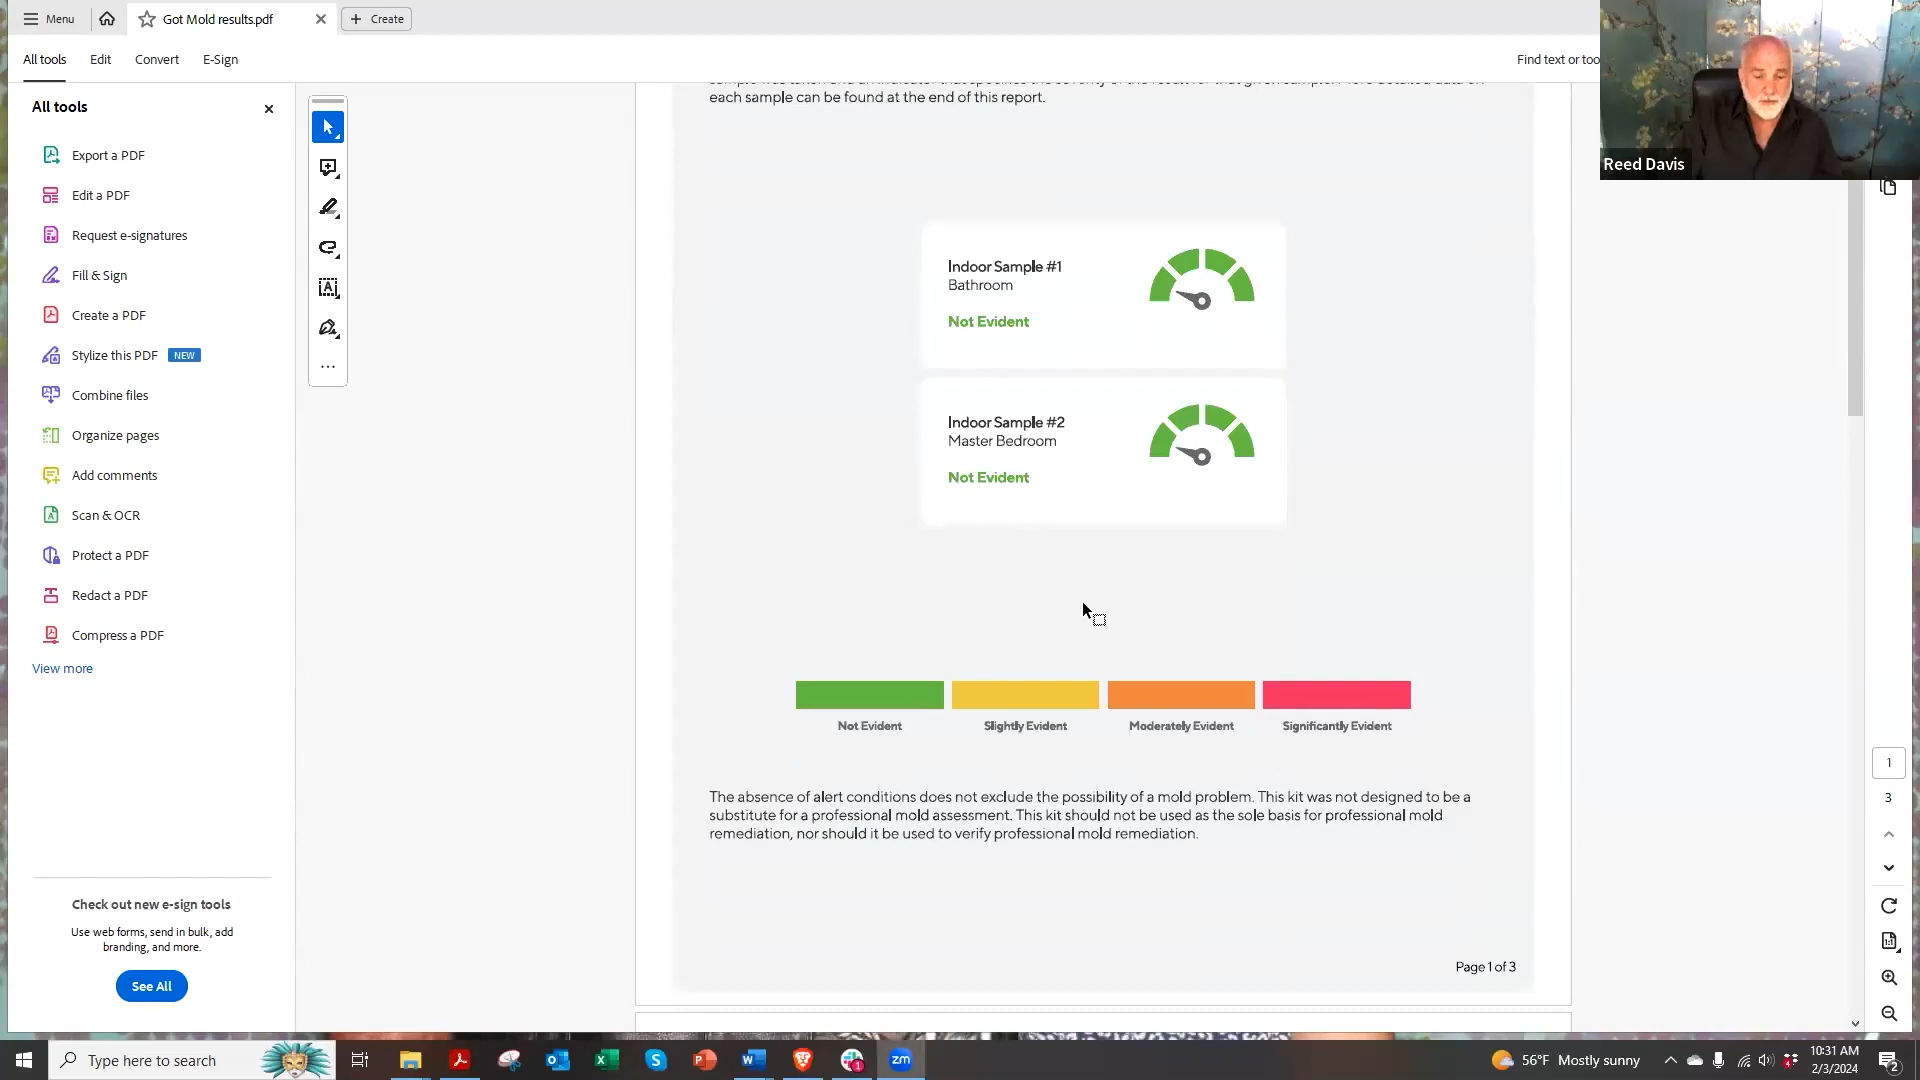 Menu
Got Mold results.pdf
Create
All tools
Edit
Convert
E-Sign
Find text or too
Reed Davis
All tools
Export a PDF
Edit a PDF
Request e-signatures
Fill & Sign
Create a PDF
Stylize this PDF NEW
Combine files
Organize pages
Add comments
Scan & OCR
Protect a PDF
Redact a PDF
Compress a PDF
View more
Check out new e-sign tools
Use web forms, send in bulk, add
branding, and more.
See All
each sample can be found at the end of this report.
Indoor Sample #1
Bathroom
Not Evident
Indoor Sample #2
Master Bedroom
Not Evident
Not Evident
Slightly Evident
Moderately Evident
Significantly Evident
The absence of alert conditions does not exclude the possibility of a mold problem. This kit was not designed to be a
substitute for a professional mold assessment. This kit should not be used as the sole basis for professional mold
remediation, nor should it be used to verify professional mold remediation.
Page 1 of 3
1
3
Type here to search
zm
56°F Mostly sunny
10:31 AM
2/3/2024
2